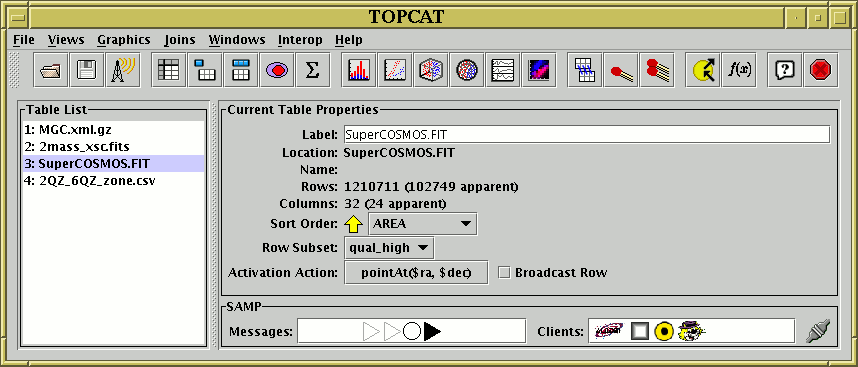 TOPCAT
File Views Graphics Joins Windows Interop Help
Σ f(x) ?
Table List
1: MGC.xml.gz
2: 2mass_xsc.fits
3: SuperCOSMOS.FIT
4: 2QZ_6QZ_zone.csv
Current Table Properties
Label: SuperCOSMOS.FIT
Location: SuperCOSMOS.FIT
Name:
Rows: 1210711 (102749 apparent)
Columns: 32 (24 apparent)
Sort Order: AREA
Row Subset: qual_high
Activation Action: pointAt($ra, $dec) Broadcast Row
SAMP
Messages: Clients: